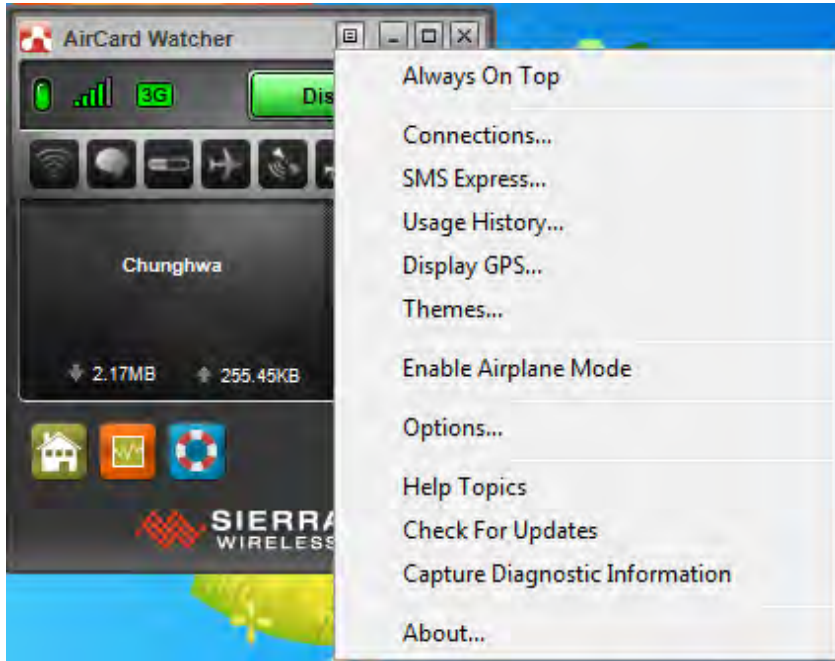 AirCard Watcher
3G
Dis
Chunghwa
2.17MB
255.45KB
SIERRA
WIRELESS
Always On Top
Connections...
SMS Express...
Usage History...
Display GPS...
Themes...
Enable Airplane Mode
Options...
Help Topics
Check For Updates
Capture Diagnostic Information
About...